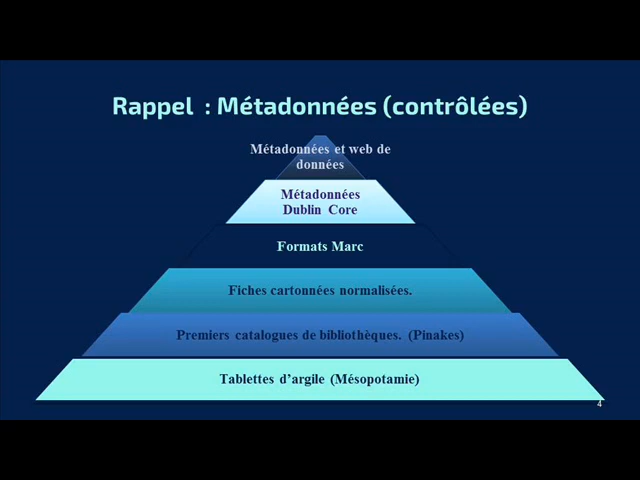 Rappel : Métadonnées (contrôlées)
Métadonnées et web de
données
Métadonnées
Dublin Core
Formats Marc
Fiches cartonnées normalisées.
Premiers catalogues de bibliothèques. (Pinakes)
Tablettes d’argile (Mésopotamie)
4